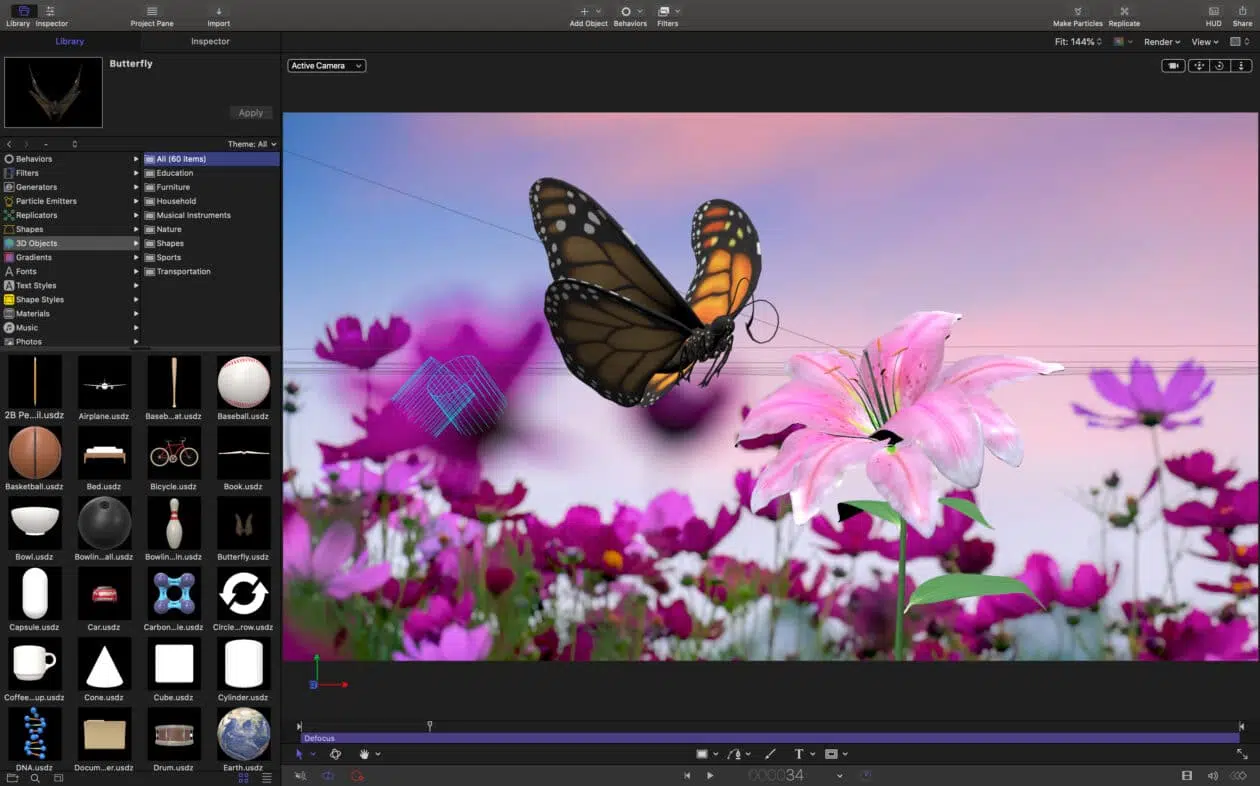 Library Inspector Project Pane Import Add Object Behaviors Filters Make Particles Replicate HUD Share
Library Inspector
Fit: 144% Render View
Butterfly
Active Camera
Apply
Theme: All
Behaviors
Filters
Generators
Particle Emitters
Replicators
Shapes
3D Objects
Gradients
Fonts
Text Styles
Shape Styles
Materials
Music
Photos
All (60 items)
Education
Furniture
Household
Musical Instruments
Nature
Shapes
Sports
Transportation
2B Pe...il.usdz Airplane.usdz Baseb...at.usdz Baseball.usdz
Basketball.usdz Bed.usdz Bicycle.usdz Book.usdz
Bowl.usdz Bowlin...all.usdz Bowlin...in.usdz Butterfly.usdz
Capsule.usdz Car.usdz Carbon...le.usdz Circle...row.usdz
Coffee...up.usdz Cone.usdz Cube.usdz Cylinder.usdz
DNA.usdz Docum...er.usdz Drum.usdz Earth.usdz
Defocus
T
000034